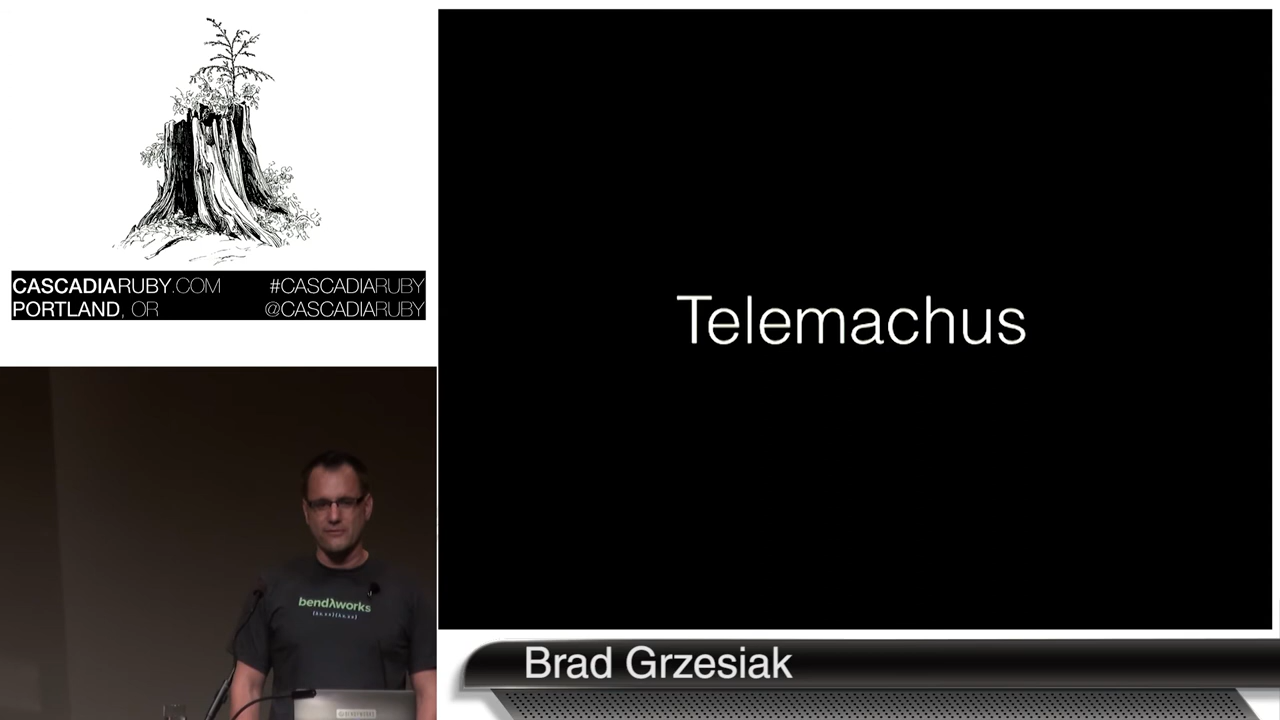 CASCADIARUBY.COM #CASCADIARUBY
PORTLAND, OR @CASCADIARUBY
Telemachus
bendλworks
Brad Grzesiak